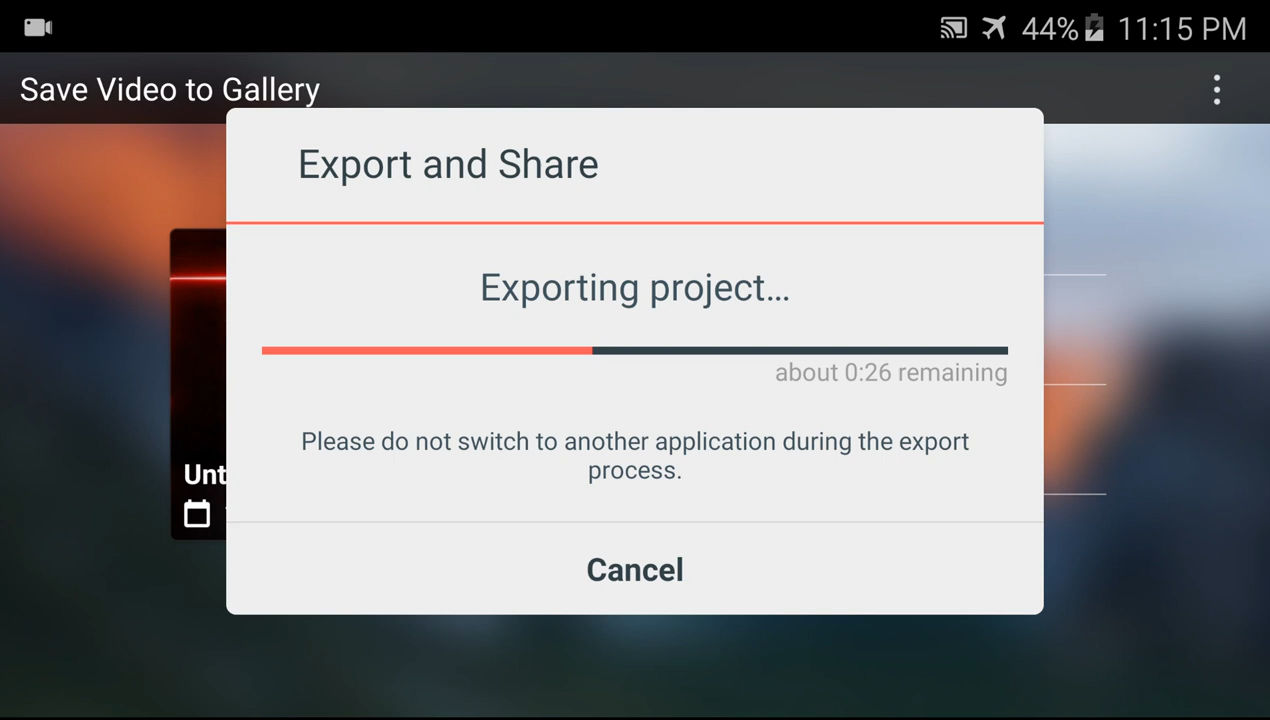 44% 11:15 PM
Save Video to Gallery
Export and Share
Exporting project...
about 0:26 remaining
Please do not switch to another application during the export
process.
Unt
Cancel